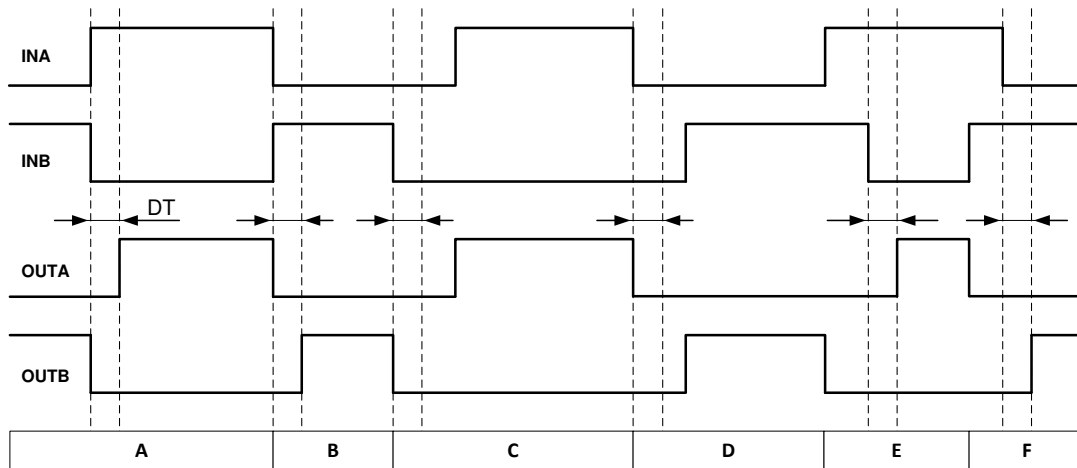 INA
INB
DT
OUTA
OUTB
A B C D E F